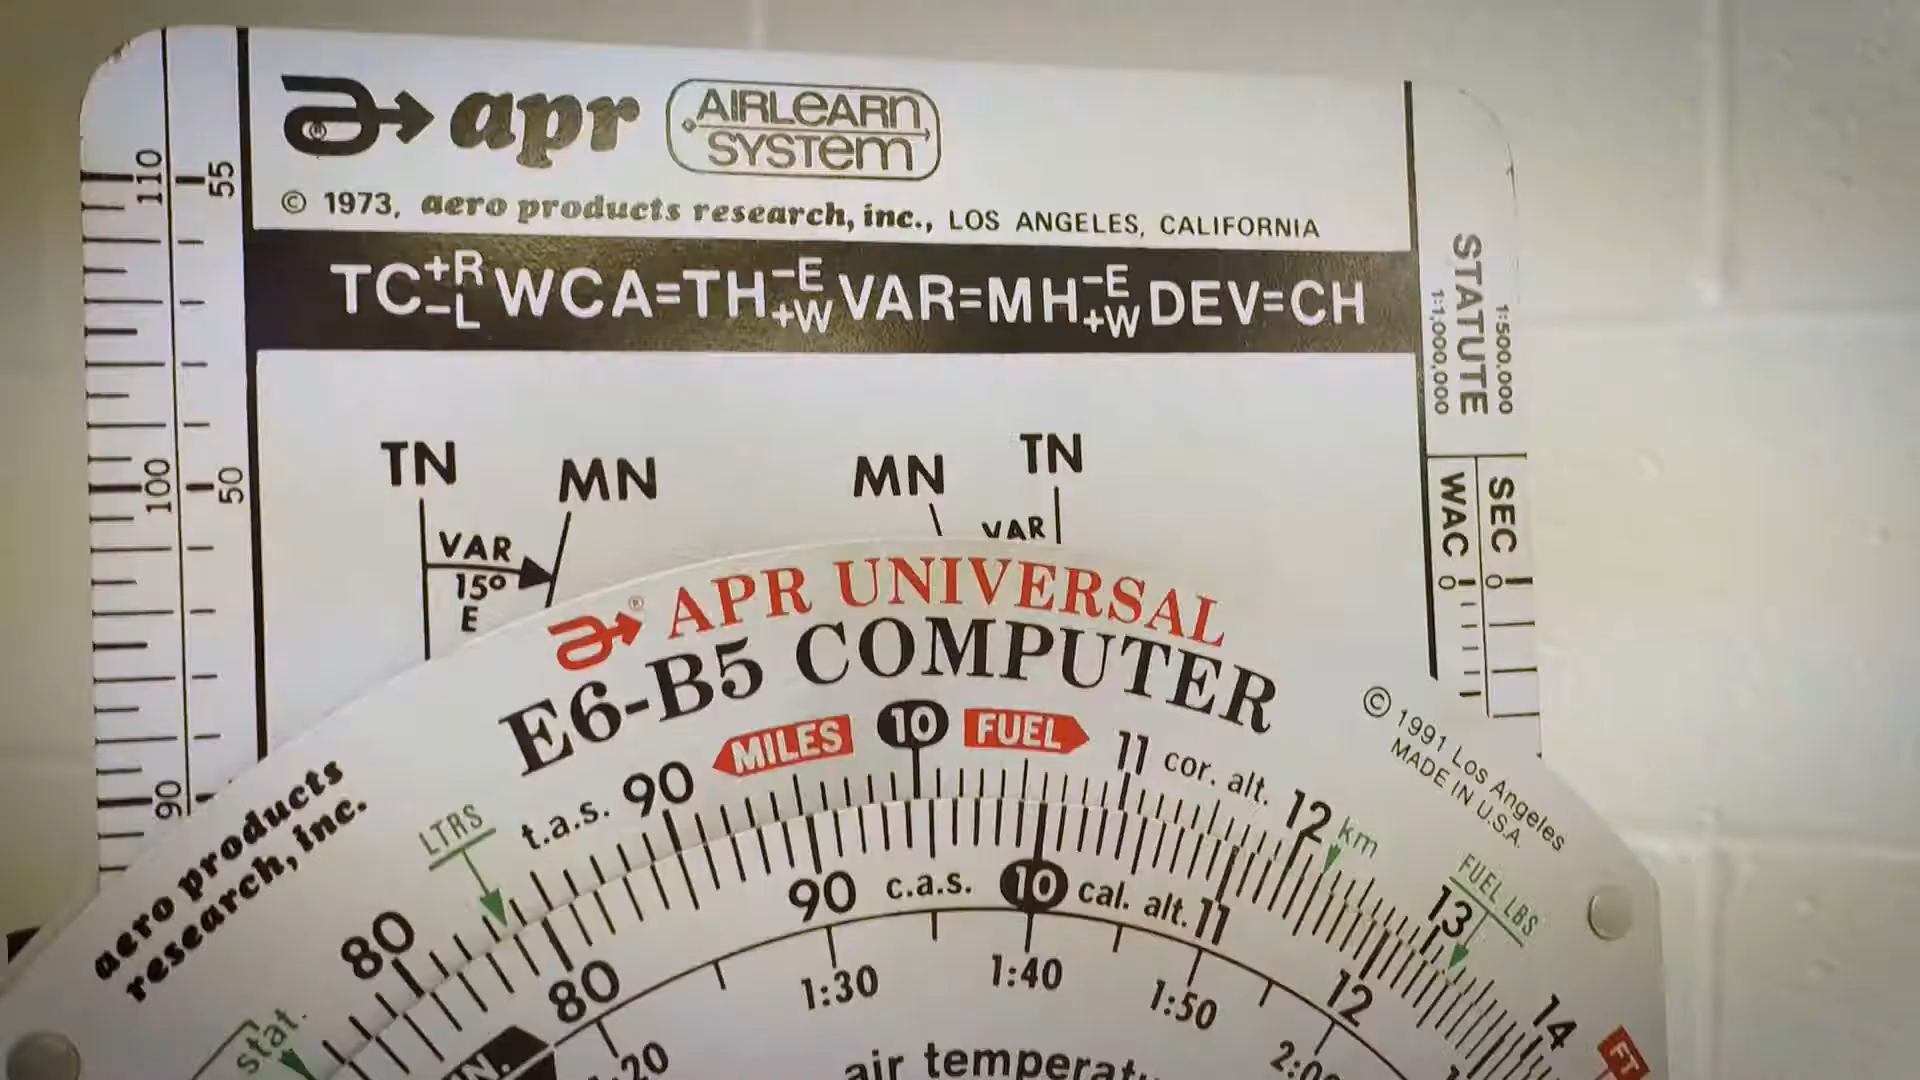 apr AIRLEARN SYSTEM
© 1973, aero products research, inc., LOS ANGELES, CALIFORNIA
TC +R -L WCA=TH -E +W VAR=MH -E +W DEV=CH
110 55
100 50
90
STATUTE
1:500,000
1:1,000,000
SEC 0
WAC 0
TN MN MN TN
VAR VAR
15°
E
® APR UNIVERSAL
E6-B5 COMPUTER
© 1991 Los Angeles
MADE IN U.S.A.
aero products
research, inc.
80 LTRS t.a.s. 90 MILES 10 FUEL 11 cor. alt. 12 km 13 FUEL LBS 14 FT
stat.
80 90 c.a.s. 10 cal. alt. 11 12
1:30 1:40 1:50
air